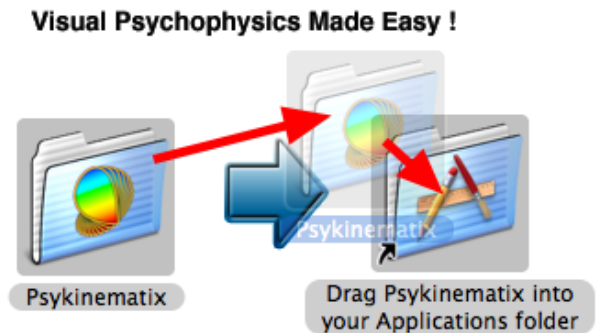 Visual Psychophysics Made Easy !
Psykinematix
Psykinematix
Drag Psykinematix into
your Applications folder